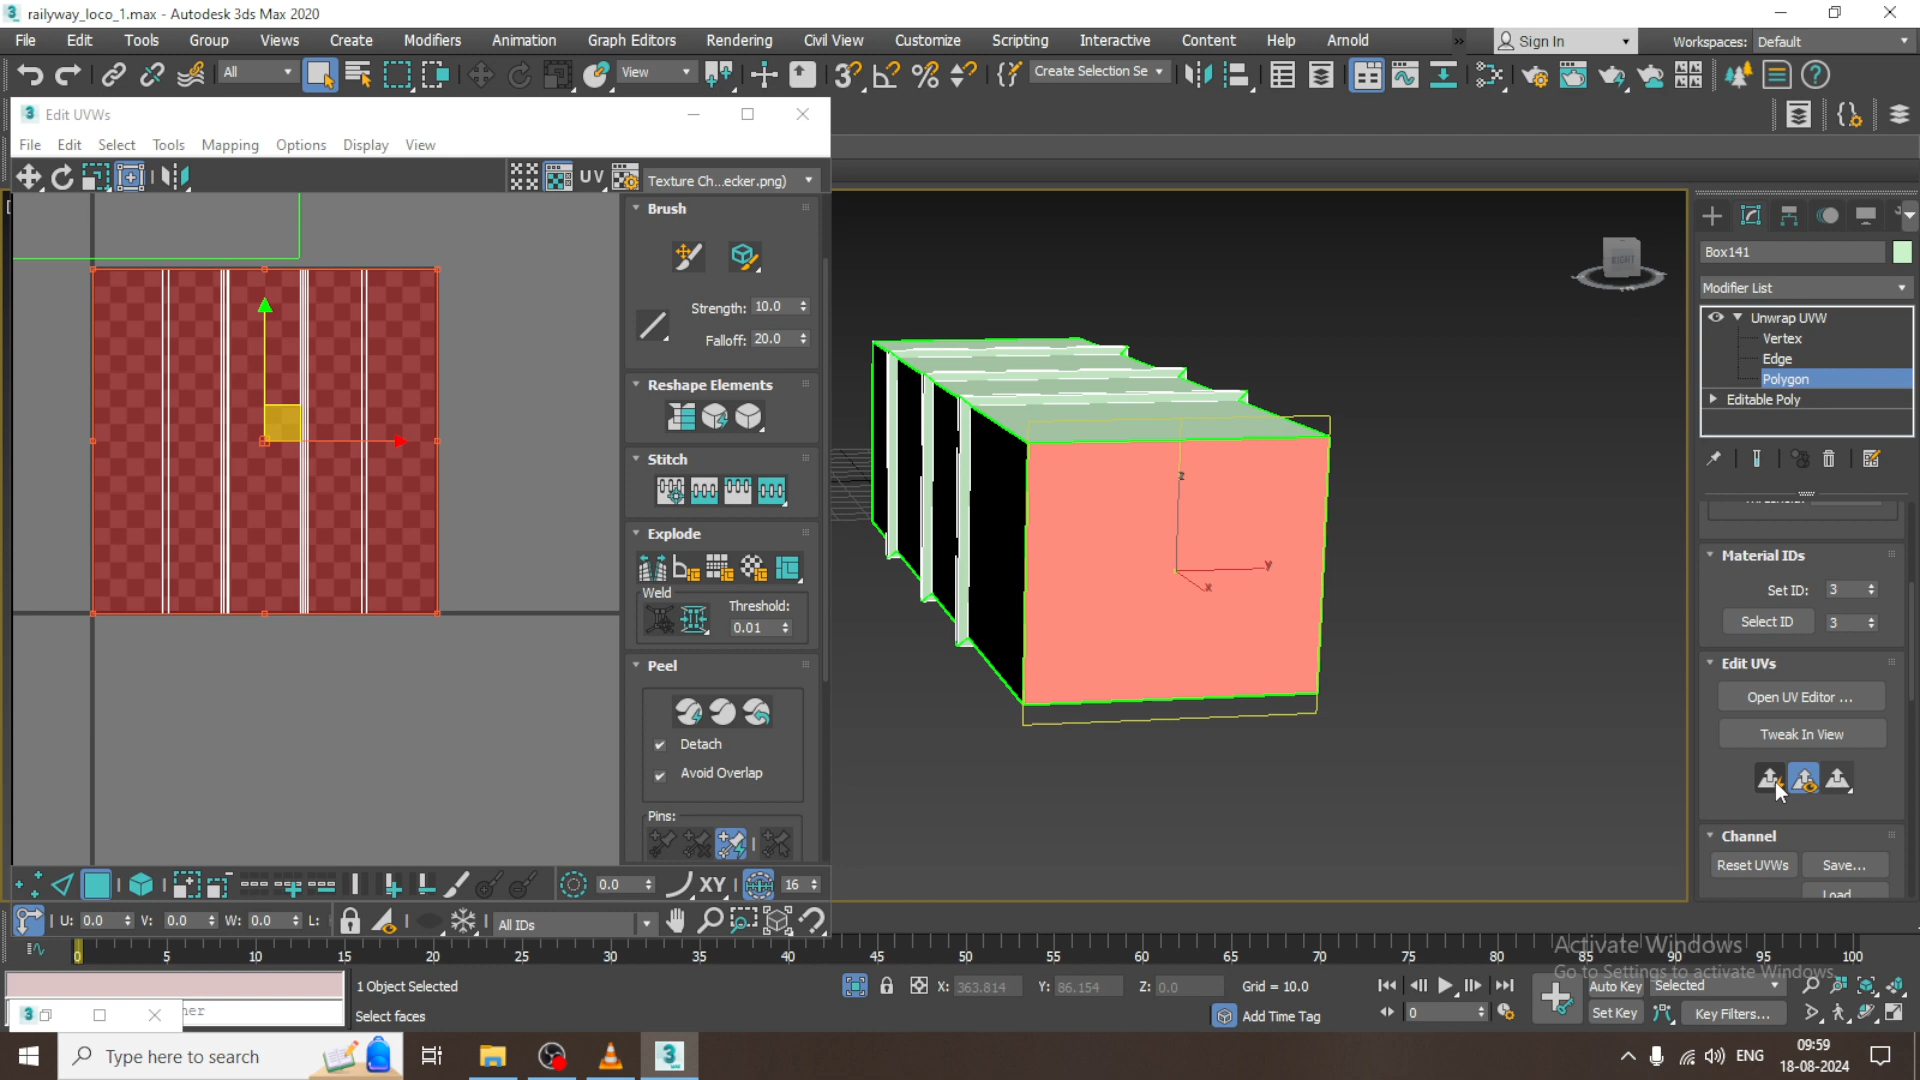 railyway_loco_1.max - Autodesk 3ds Max 2020
File Edit Tools Group Views Create Modifiers Animation Graph Editors Rendering Civil View Customize Scripting Interactive Content Help Arnold
Sign In
Workspaces: Default
All
View
Create Selection Se
Edit UVWs
File Edit Select Tools Mapping Options Display View
UV
Texture Ch...ecker.png)
Brush
Strength: 10.0
Falloff: 20.0
Reshape Elements
Stitch
Explode
Weld
Threshold:
0.01
Peel
Detach
Avoid Overlap
Pins:
0.0
XY
16
U: 0.0 V: 0.0 W: 0.0 L:
All IDs
z
y
x
RIGHT
Box141
Modifier List
Unwrap UVW
Vertex
Edge
Polygon
Editable Poly
Material IDs
Set ID: 3
Select ID 3
Edit UVs
Open UV Editor ...
Tweak In View
Channel
Reset UVWs Save...
Load
0 5 10 15 20 25 30 35 40 45 50 55 60 65 70 75 80 85 90 95 100
Activate Windows
Go to Settings to activate Windows.
1 Object Selected
Select faces
X: 363.814 Y: 86.154 Z: 0.0 Grid = 10.0
Add Time Tag
0
Auto Key Selected
Set Key Key Filters...
Type here to search
ENG
09:59
18-08-2024